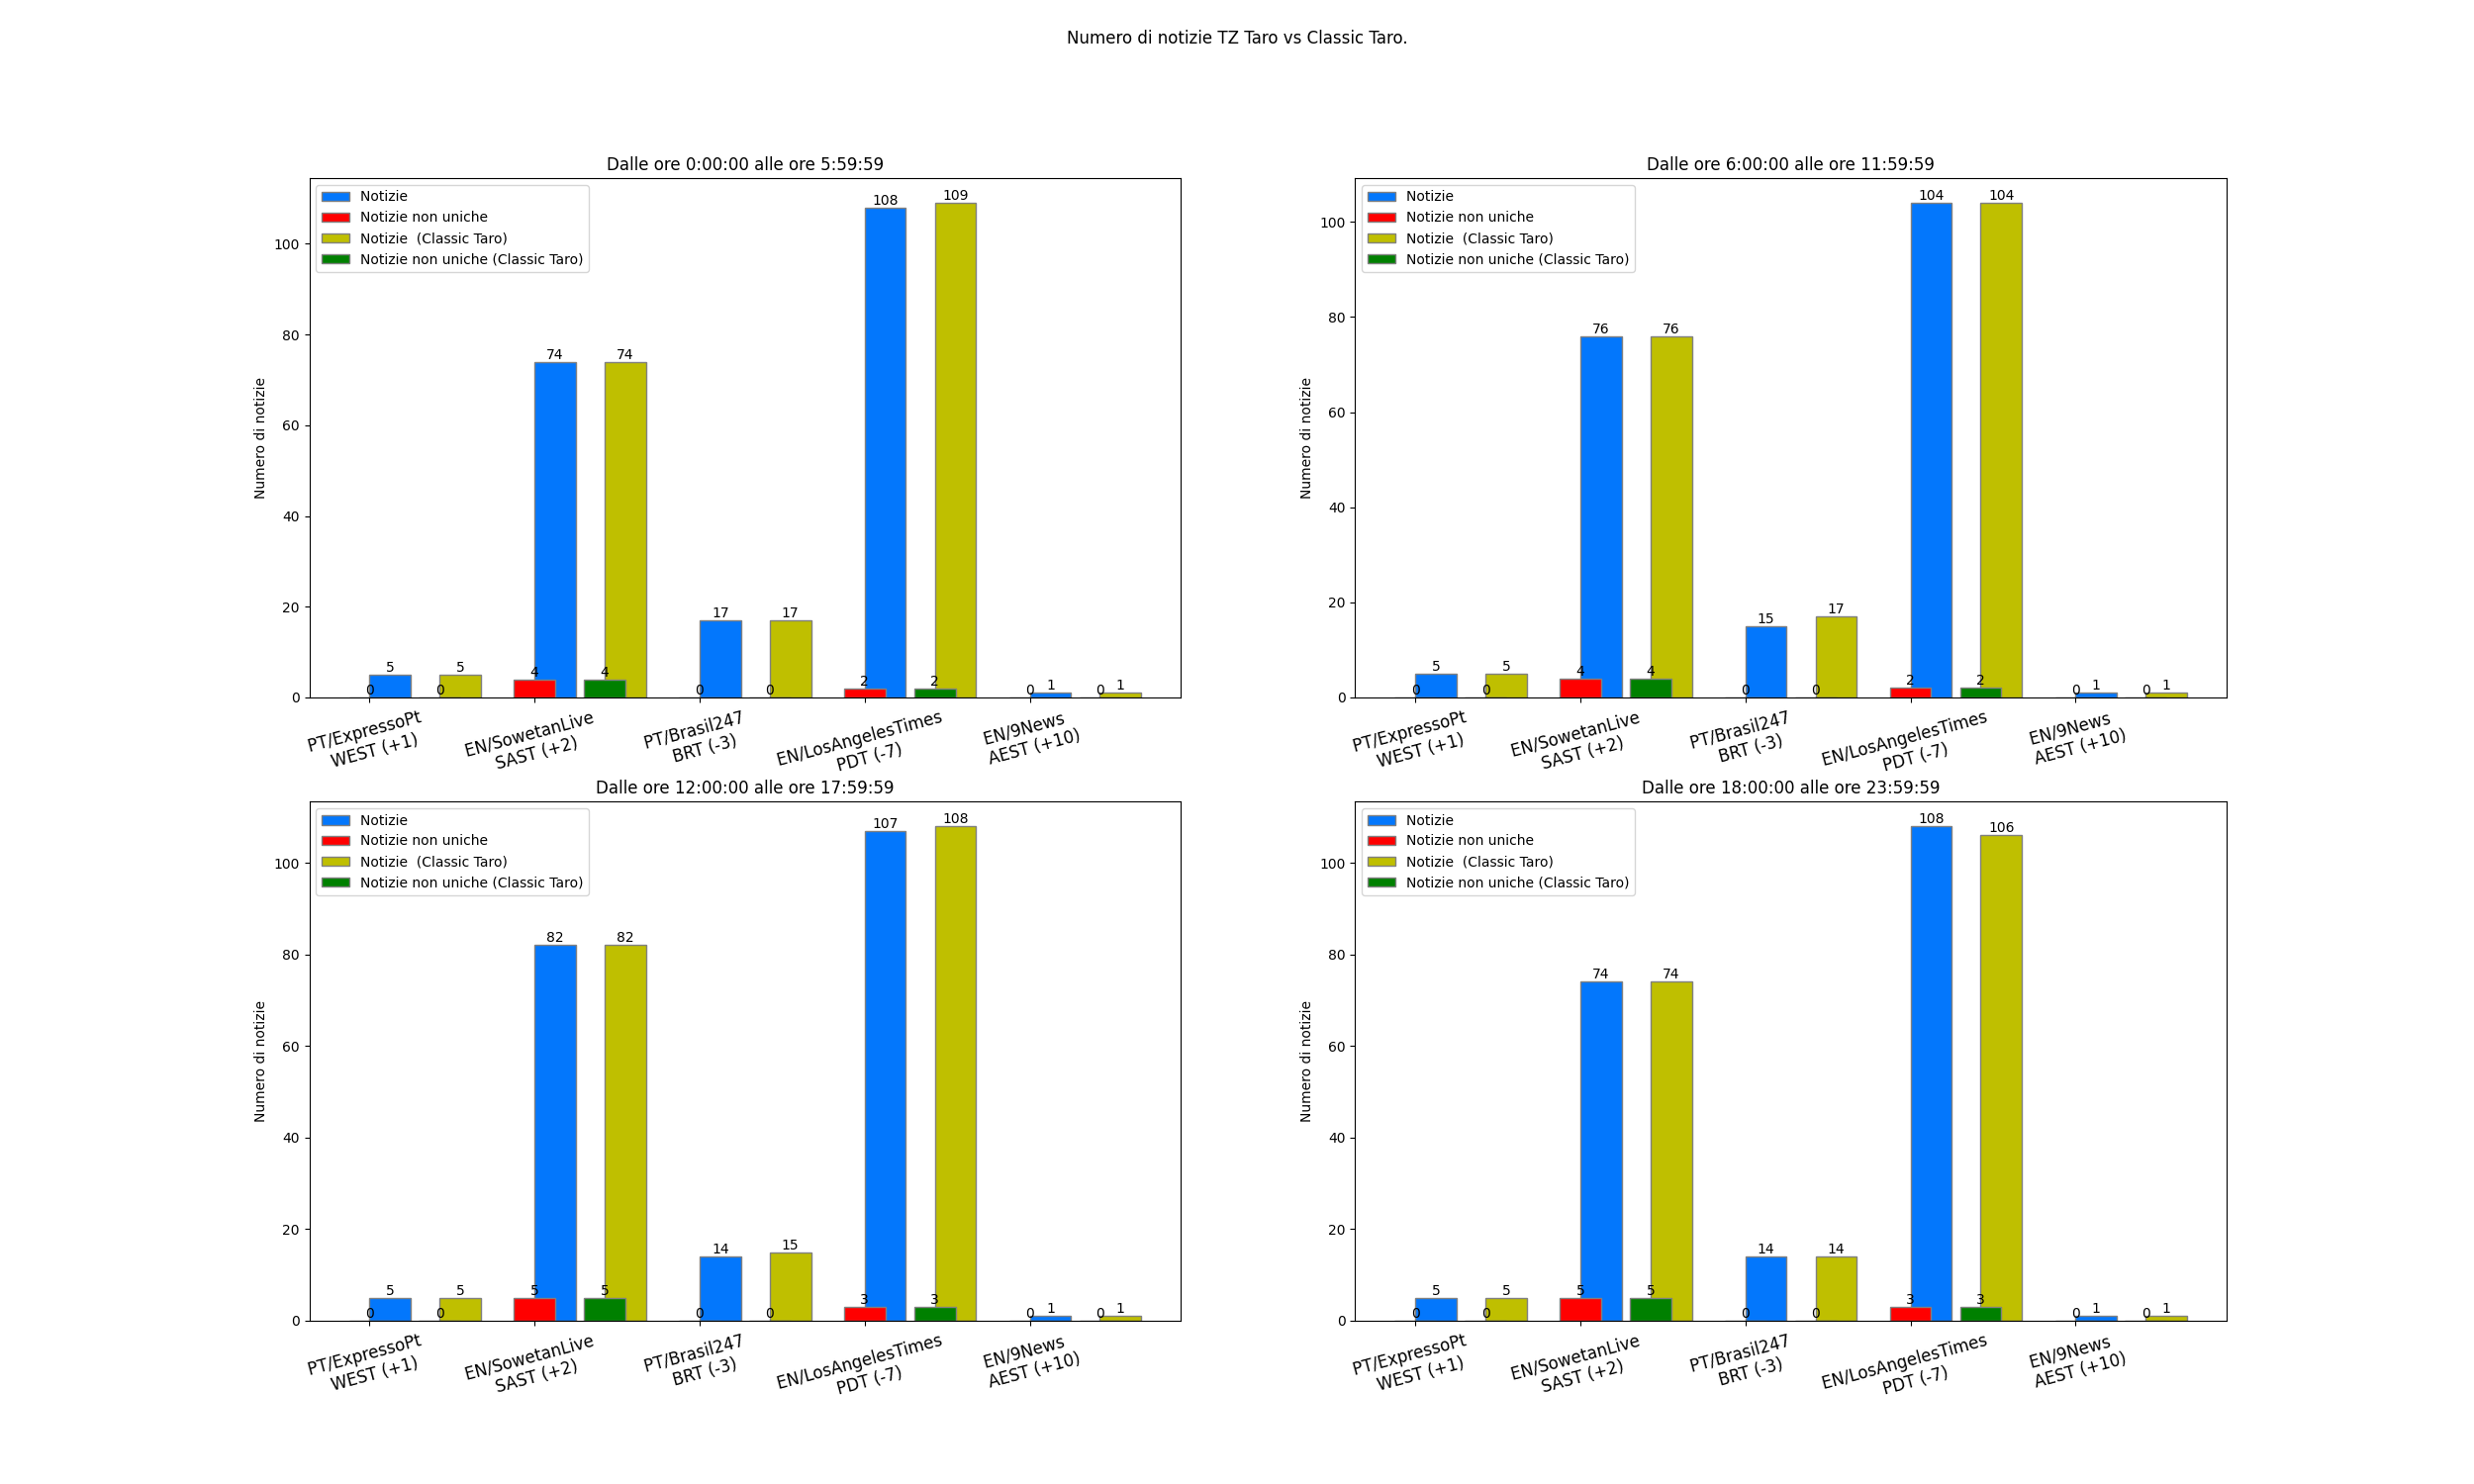 Numero di notizie TZ Taro vs Classic Taro.
Dalle ore 0:00:00 alle ore 5:59:59
Notizie
Notizie non uniche
Notizie  (Classic Taro)
Notizie non uniche (Classic Taro)
Numero di notizie
100
80
60
40
20
0
5
0
5
0
74
4
74
4
17
0
17
0
108
2
109
2
1
0
1
0
PT/ExpressoPt
WEST (+1)
EN/SowetanLive
SAST (+2)
PT/Brasil247
BRT (-3)
EN/LosAngelesTimes
PDT (-7)
EN/9News
AEST (+10)
Dalle ore 6:00:00 alle ore 11:59:59
Notizie
Notizie non uniche
Notizie  (Classic Taro)
Notizie non uniche (Classic Taro)
Numero di notizie
100
80
60
40
20
0
5
0
5
0
76
4
76
4
15
0
17
0
104
2
104
2
1
0
1
0
PT/ExpressoPt
WEST (+1)
EN/SowetanLive
SAST (+2)
PT/Brasil247
BRT (-3)
EN/LosAngelesTimes
PDT (-7)
EN/9News
AEST (+10)
Dalle ore 12:00:00 alle ore 17:59:59
Notizie
Notizie non uniche
Notizie  (Classic Taro)
Notizie non uniche (Classic Taro)
Numero di notizie
100
80
60
40
20
0
5
0
5
0
82
5
82
5
14
0
15
0
107
3
108
3
1
0
1
0
PT/ExpressoPt
WEST (+1)
EN/SowetanLive
SAST (+2)
PT/Brasil247
BRT (-3)
EN/LosAngelesTimes
PDT (-7)
EN/9News
AEST (+10)
Dalle ore 18:00:00 alle ore 23:59:59
Notizie
Notizie non uniche
Notizie  (Classic Taro)
Notizie non uniche (Classic Taro)
Numero di notizie
100
80
60
40
20
0
5
0
5
0
74
5
74
5
14
0
14
0
108
3
106
3
1
0
1
0
PT/ExpressoPt
WEST (+1)
EN/SowetanLive
SAST (+2)
PT/Brasil247
BRT (-3)
EN/LosAngelesTimes
PDT (-7)
EN/9News
AEST (+10)